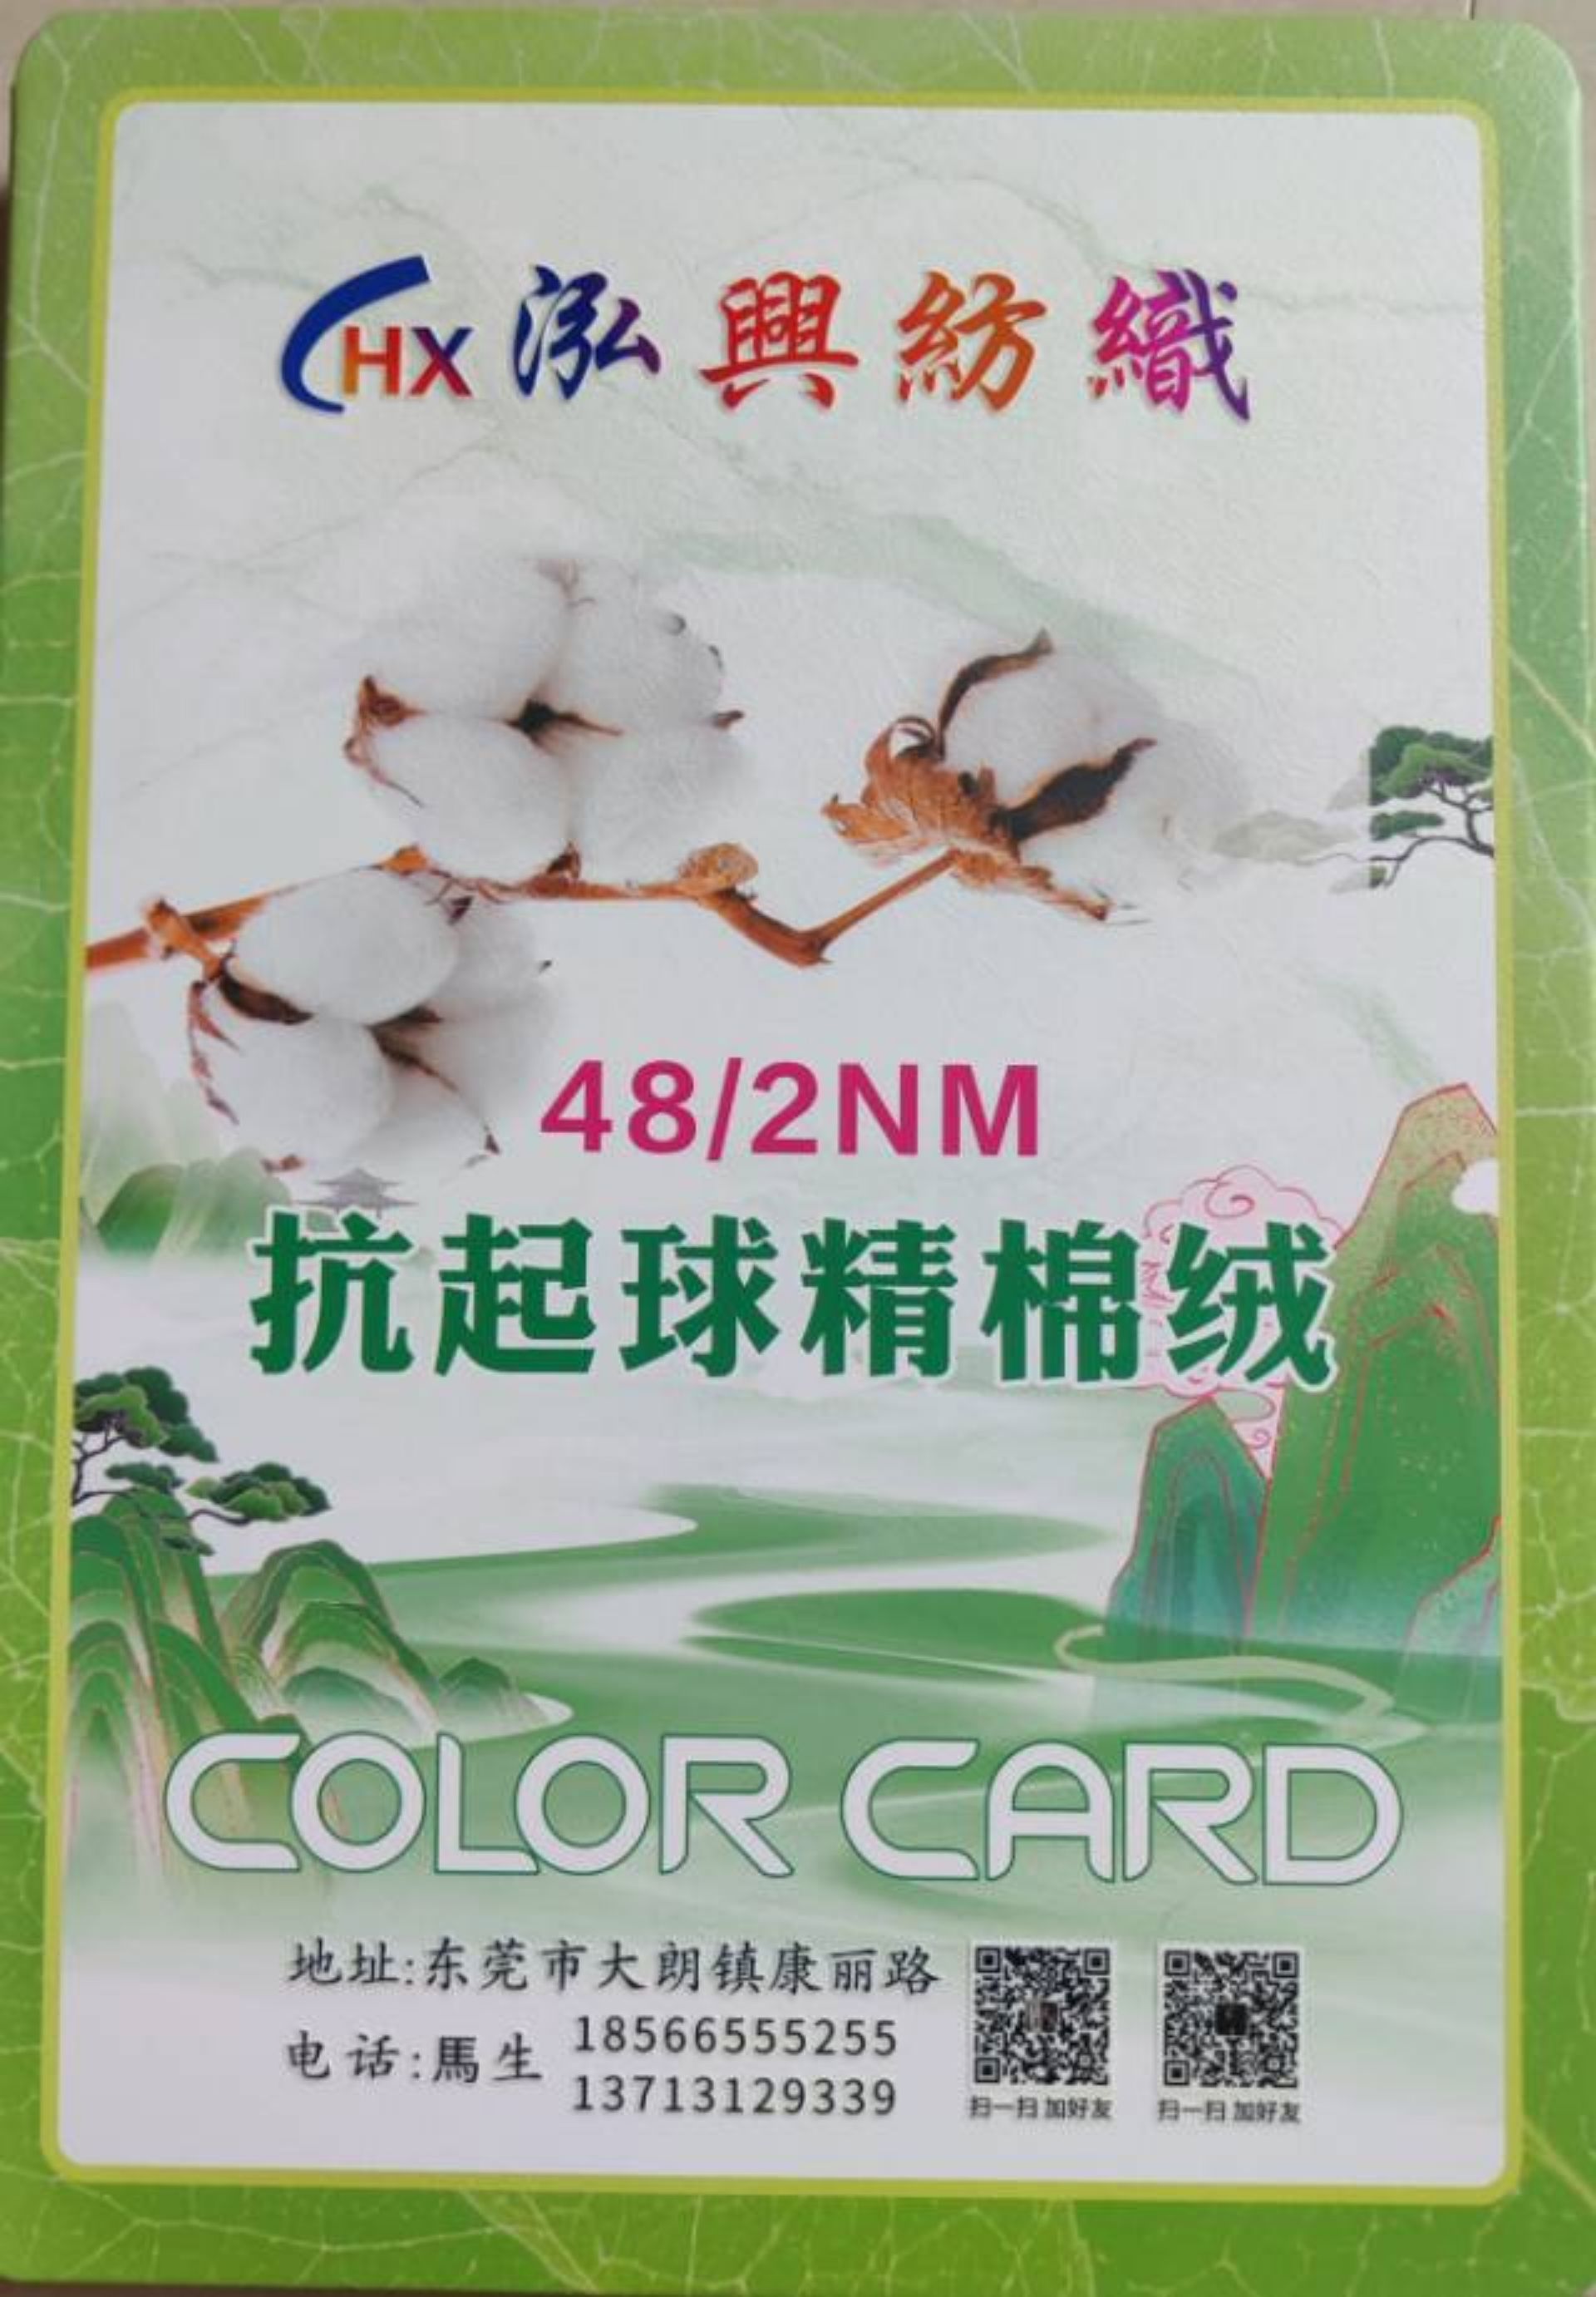 HX 泓興紡織
48/2NM
抗起球精棉绒
COLOR CARD
地址:东莞市大朗镇康丽路
电话:馬生 18566555255
13713129339
扫一扫 加好友 扫一扫 加好友